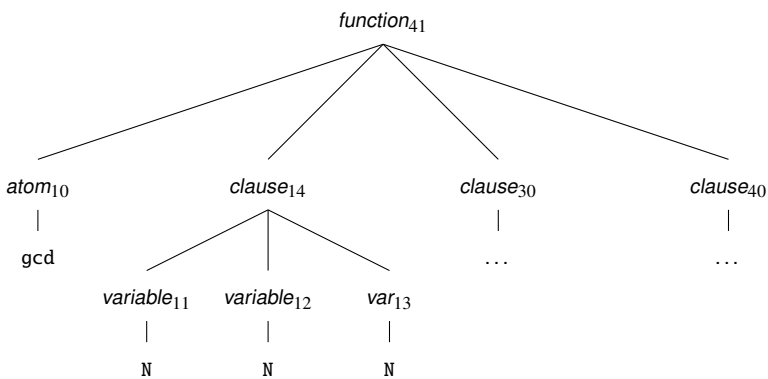 function41
atom10 clause14 clause30 clause40
gcd ... ...
variable11 variable12 var13
N N N